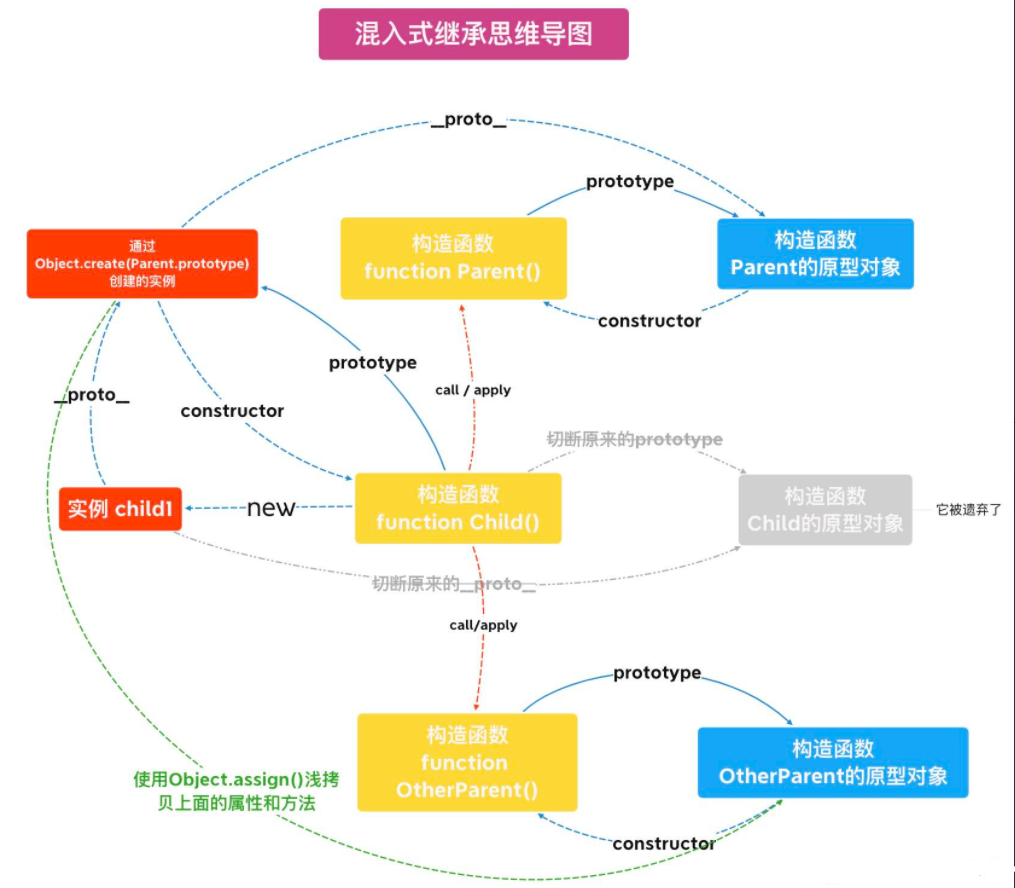 混入式继承思维导图
__proto__
prototype
通过
Object.create(Parent.prototype)
创建的实例
构造函数
function Parent()
构造函数
Parent的原型对象
constructor
prototype
__proto__
call / apply
constructor
切断原来的prototype
实例 child1
new
构造函数
function Child()
构造函数
Child的原型对象
它被遗弃了
切断原来的__proto__
call/apply
prototype
构造函数
function
OtherParent()
构造函数
OtherParent的原型对象
使用Object.assign()浅拷
贝上面的属性和方法
constructor